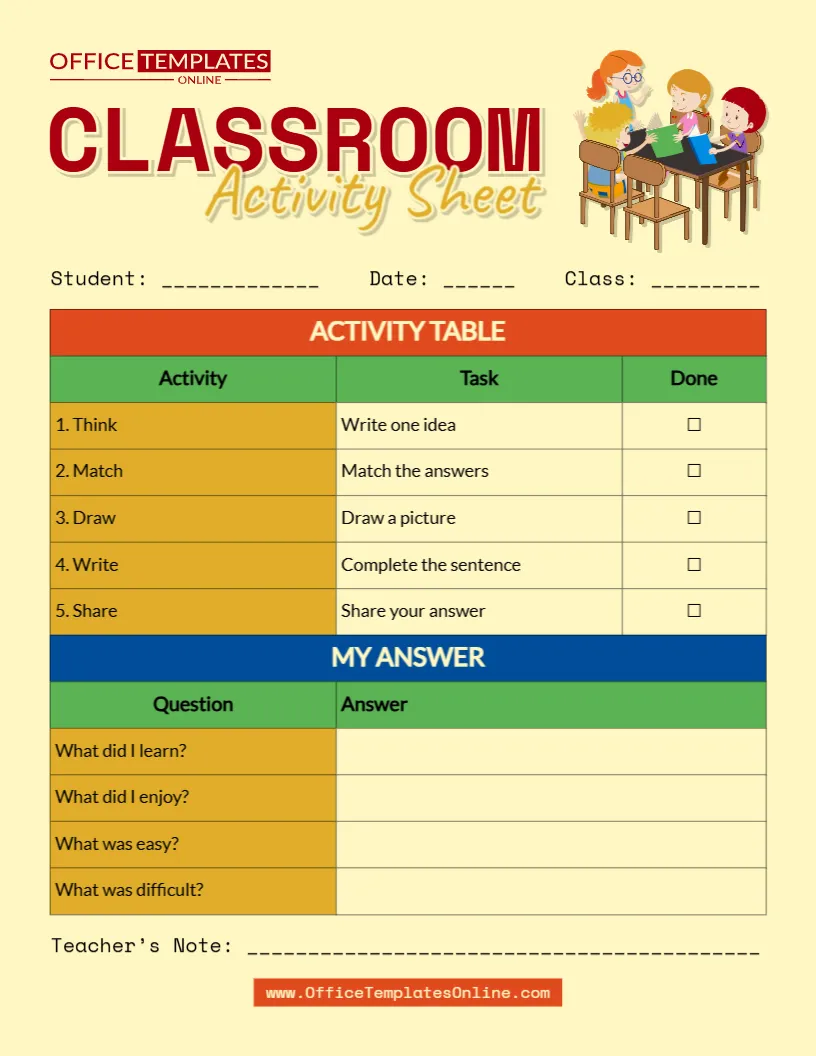 OFFICE TEMPLATES
ONLINE
CLASSROOM
Activity Sheet
Student: _____________ Date: ______ Class: _________
ACTIVITY TABLE
Activity Task Done
1. Think Write one idea ☐
2. Match Match the answers ☐
3. Draw Draw a picture ☐
4. Write Complete the sentence ☐
5. Share Share your answer ☐
MY ANSWER
Question Answer
What did I learn?
What did I enjoy?
What was easy?
What was difficult?
Teacher's Note: __________________________________________
www.OfficeTemplatesOnline.com